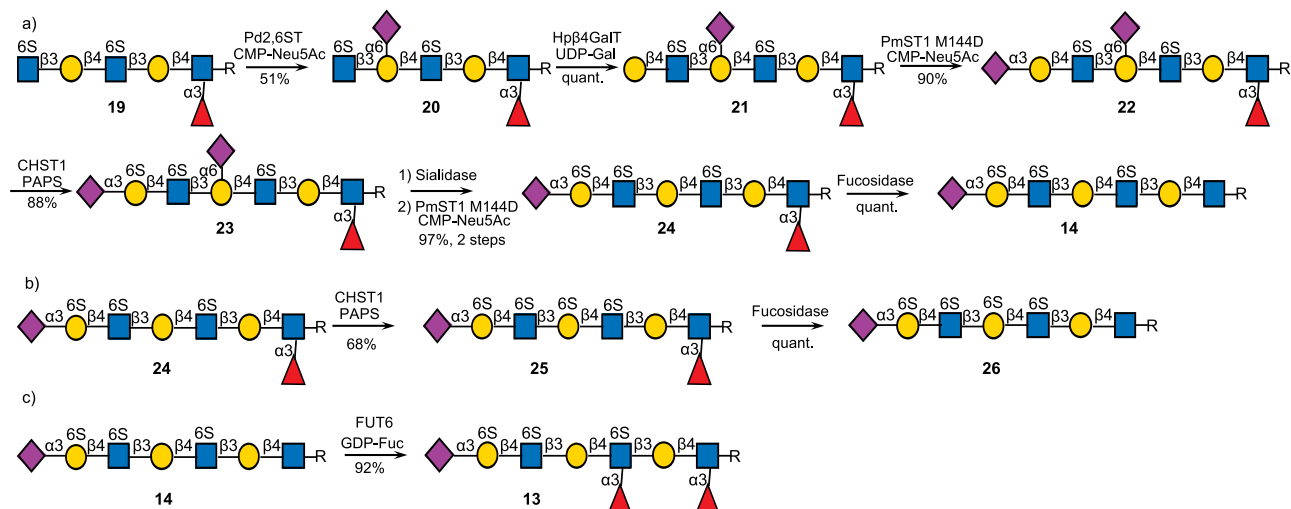 a)
6S β3 β4 6S β3 β4 R
α3
19
Pd2,6ST
CMP-Neu5Ac
51%
6S β3 α6 β4 6S β3 β4 R
α3
20
Hpβ4GalT
UDP-Gal
quant.
β4 6S β3 α6 β4 6S β3 β4 R
α3
21
PmST1 M144D
CMP-Neu5Ac
90%
α3 β4 6S β3 α6 β4 6S β3 β4 R
α3
22
CHST1
PAPS
88%
α3 6S β4 6S β3 α6 β4 6S β3 β4 R
α3
23
1) Sialidase
2) PmST1 M144D
CMP-Neu5Ac
97%, 2 steps
α3 6S β4 6S β3 β4 6S β3 β4 R
α3
24
Fucosidase
quant.
α3 6S β4 6S β3 β4 6S β3 β4 R
14
b)
α3 6S β4 6S β3 β4 6S β3 β4 R
α3
24
CHST1
PAPS
68%
α3 6S β4 6S β3 6S β4 6S β3 β4 R
α3
25
Fucosidase
quant.
α3 6S β4 6S β3 6S β4 6S β3 β4 R
26
c)
α3 6S β4 6S β3 β4 6S β3 β4 R
14
FUT6
GDP-Fuc
92%
α3 6S β4 6S β3 β4 6S β3 β4 R
α3 α3
13